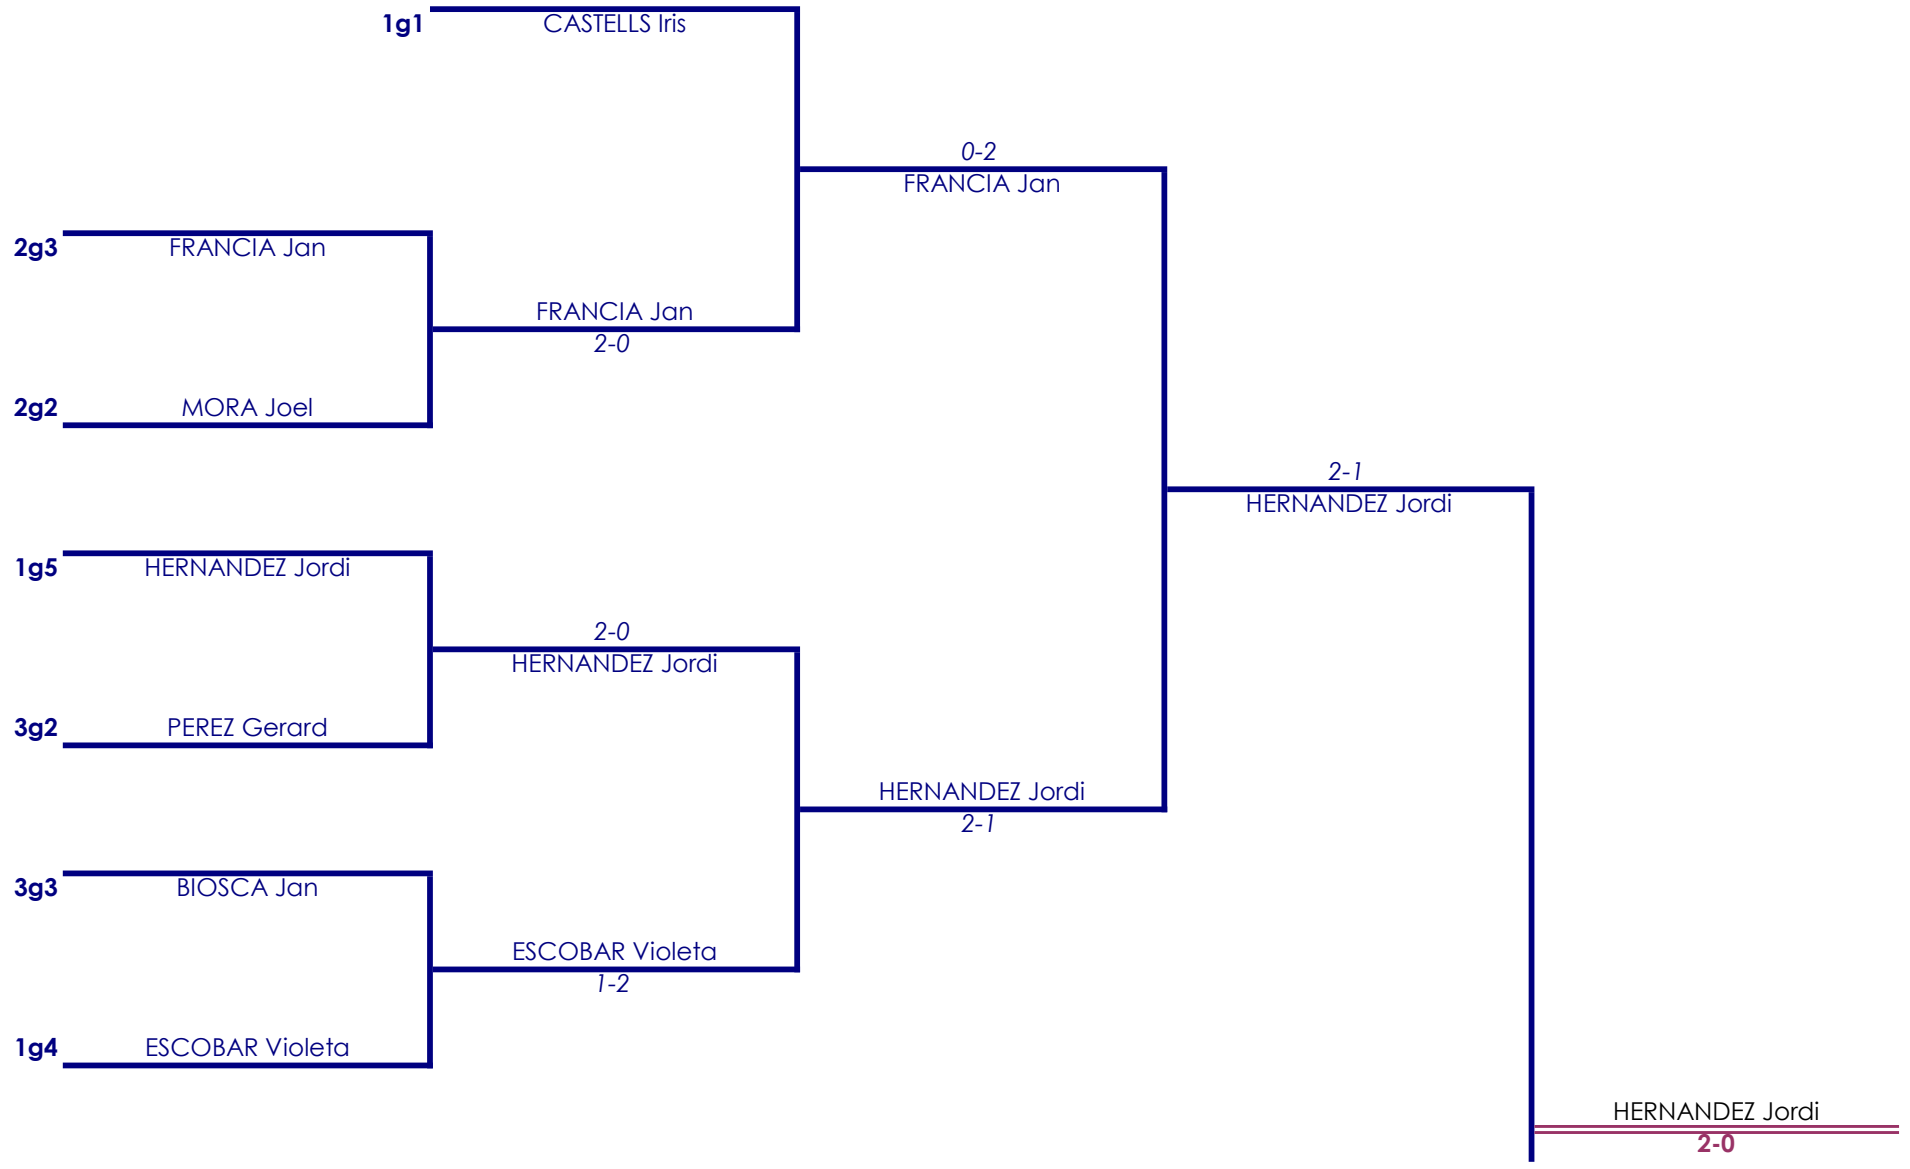 1g1 CASTELLS Iris
0-2
FRANCIA Jan
2g3 FRANCIA Jan
FRANCIA Jan
2-0
2g2 MORA Joel
2-1
HERNANDEZ Jordi
1g5 HERNANDEZ Jordi
2-0
HERNANDEZ Jordi
3g2 PEREZ Gerard
HERNANDEZ Jordi
2-1
3g3 BIOSCA Jan
ESCOBAR Violeta
1-2
1g4 ESCOBAR Violeta
HERNANDEZ Jordi
2-0